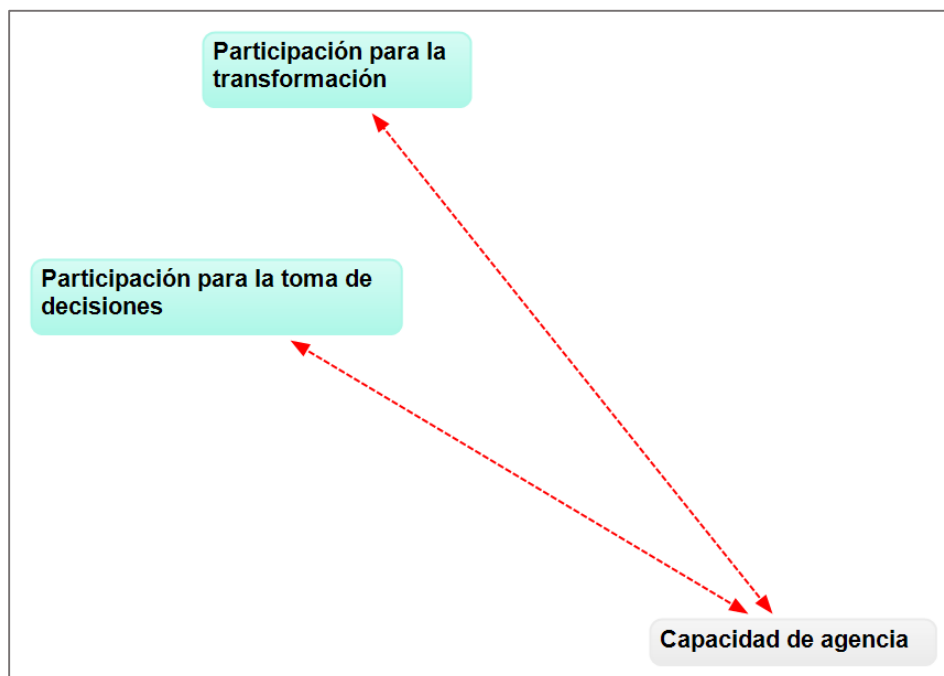 Participación para la
transformación
Participación para la toma de
decisiones
Capacidad de agencia